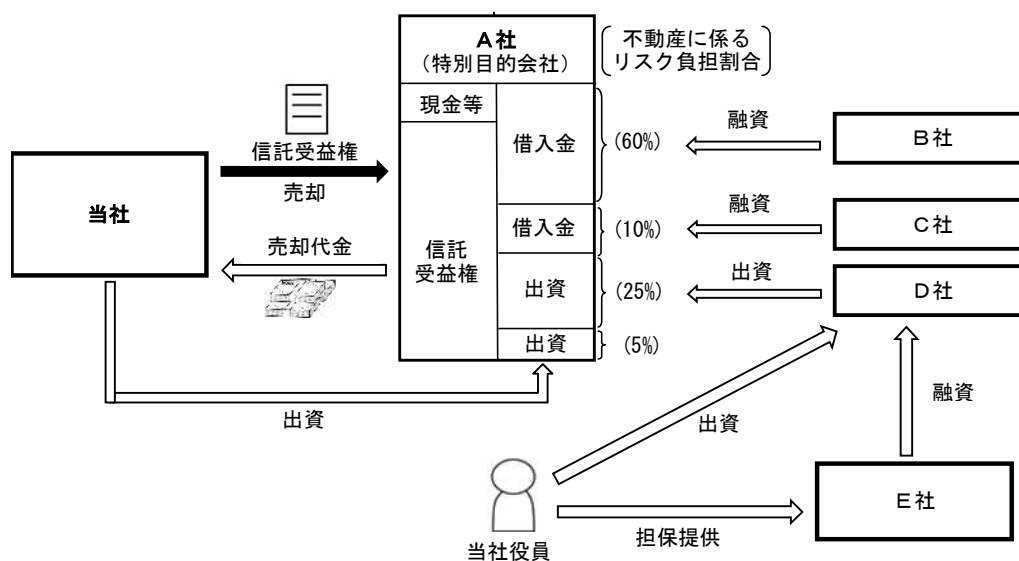 A社
(特別目的会社)
不動産に係る
リスク負担割合
現金等
借入金
(60%)
融資
B社
信託受益権
売却
当社
借入金
(10%)
融資
C社
売却代金
信託
受益権
出資
(25%)
出資
D社
出資
(5%)
出資
出資
融資
E社
担保提供
当社役員